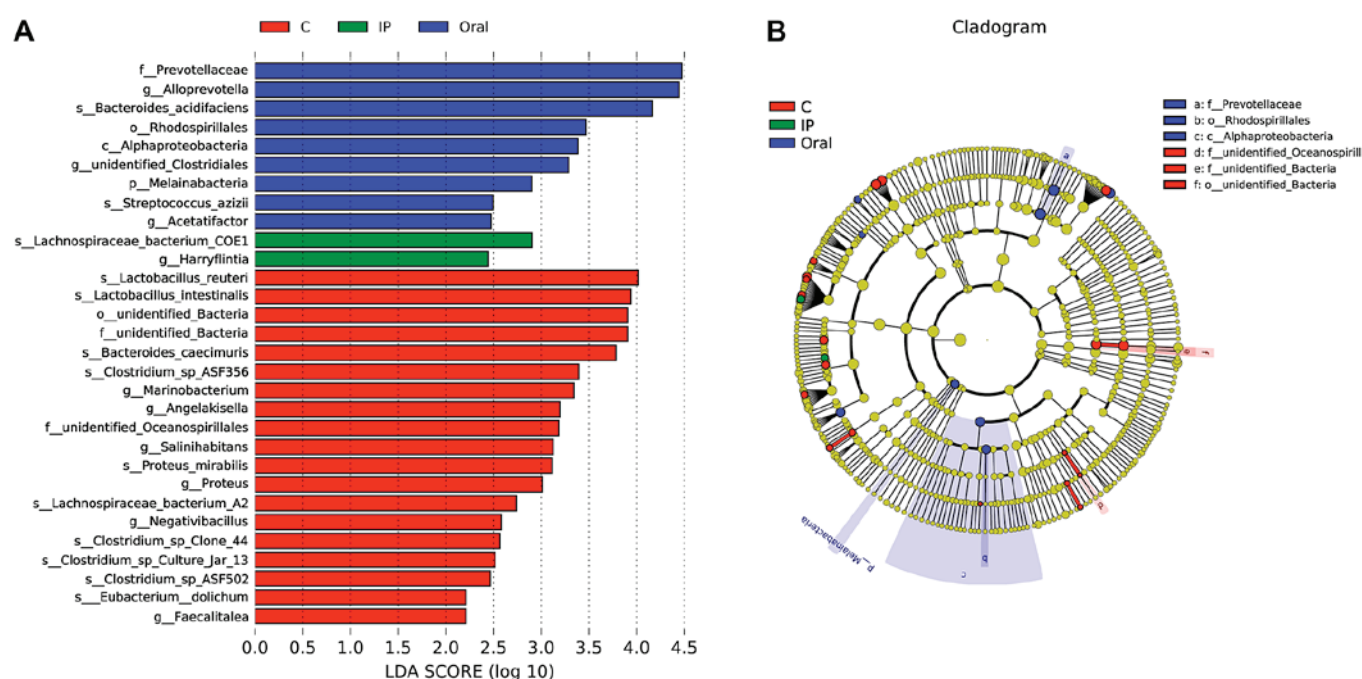 A
C IP Oral
f__Prevotellaceae
g__Alloprevotella
s__Bacteroides_acidifaciens
o__Rhodospirillales
c__Alphaproteobacteria
g__unidentified_Clostridiales
p__Melainabacteria
s__Streptococcus_azizii
g__Acetatifactor
s__Lachnospiraceae_bacterium_COE1
g__Harryflintia
s__Lactobacillus_reuteri
s__Lactobacillus_intestinalis
o__unidentified_Bacteria
f__unidentified_Bacteria
s__Bacteroides_caecimuris
s__Clostridium_sp_ASF356
g__Marinobacterium
g__Angelakisella
f__unidentified_Oceanospirillales
g__Salinihabitans
s__Proteus_mirabilis
g__Proteus
s__Lachnospiraceae_bacterium_A2
g__Negativibacillus
s__Clostridium_sp_Clone_44
s__Clostridium_sp_Culture_Jar_13
s__Clostridium_sp_ASF502
s___Eubacterium__dolichum
g__Faecalitalea
0.0 0.5 1.0 1.5 2.0 2.5 3.0 3.5 4.0 4.5
LDA SCORE (log 10)
B
Cladogram
C
IP
Oral
a: f__Prevotellaceae
b: o__Rhodospirillales
c: c__Alphaproteobacteria
d: f__unidentified_Oceanospirill
e: f__unidentified_Bacteria
f: o__unidentified_Bacteria
a
e
f
d
c
b
p__Melainabacteria